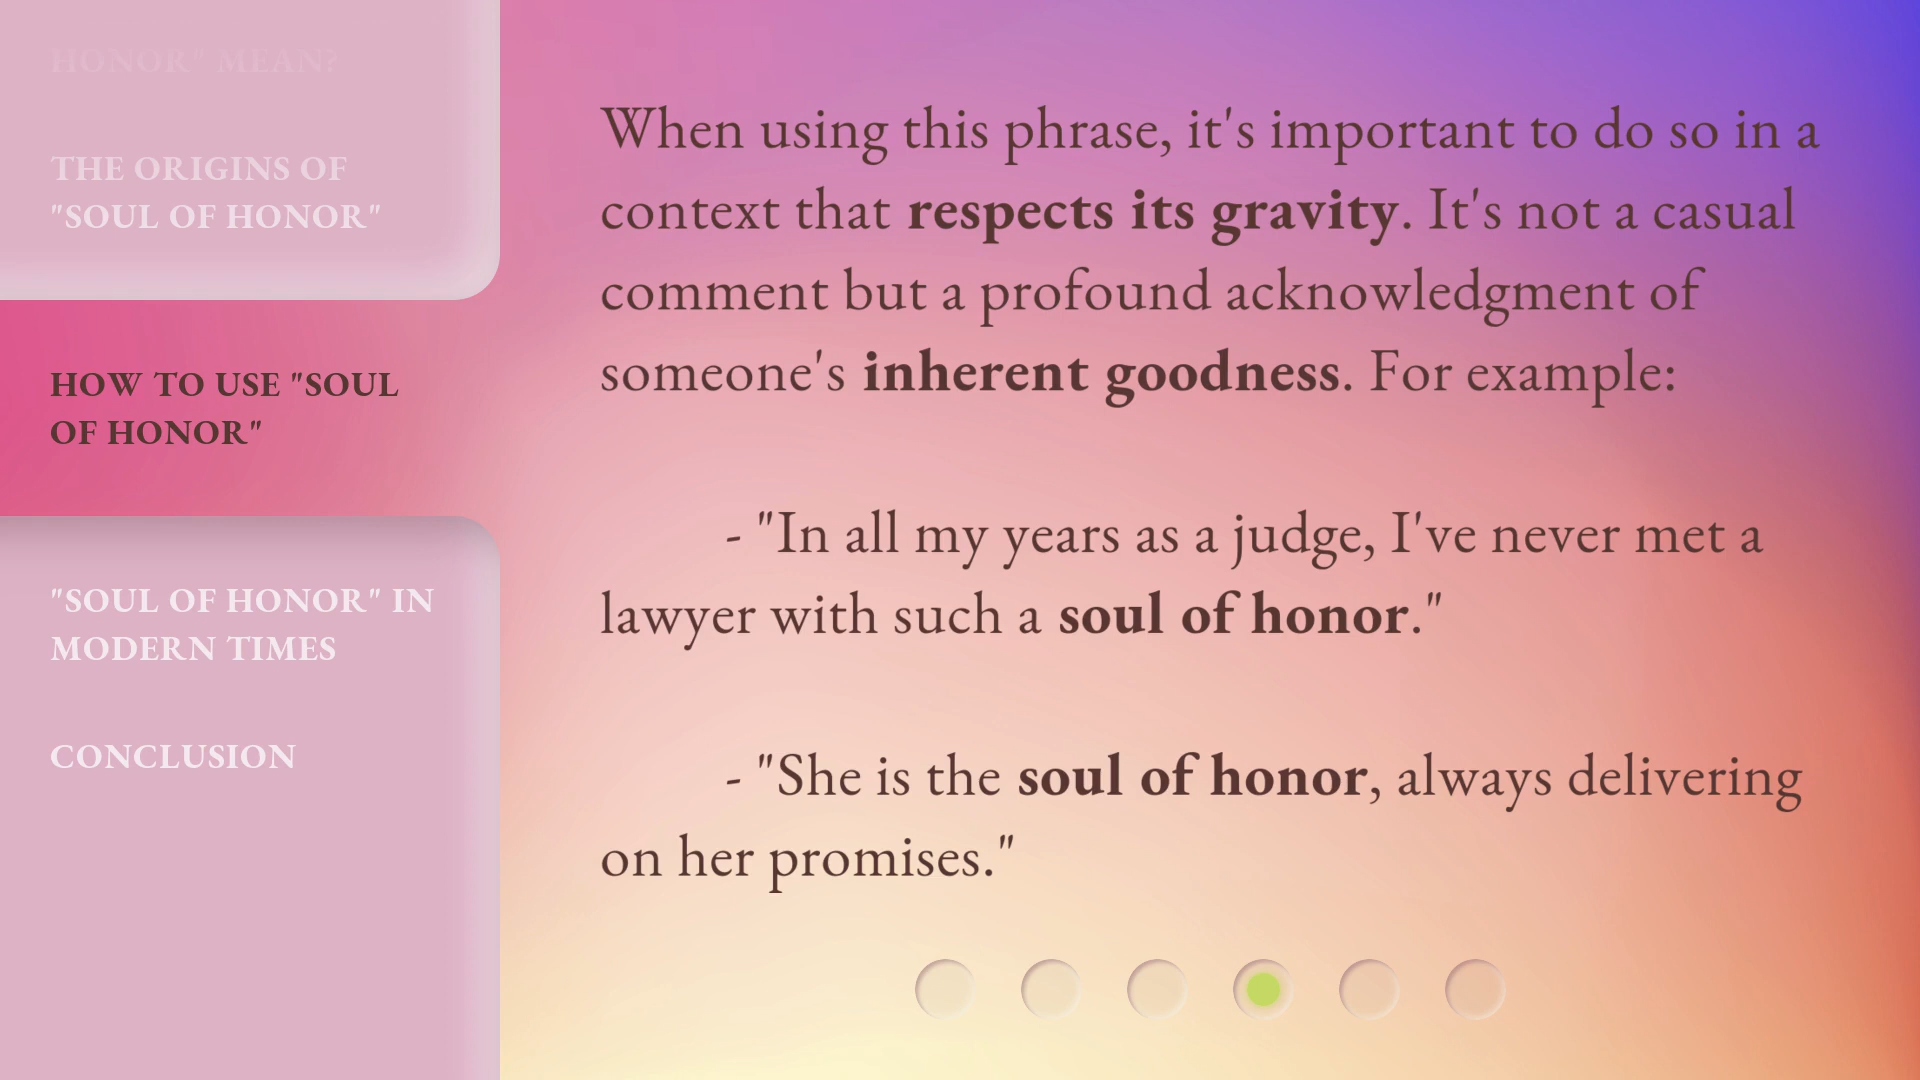 HONOR" MEAN?
THE ORIGINS OF
"SOUL OF HONOR"
HOW TO USE "SOUL
OF HONOR"
"SOUL OF HONOR" IN
MODERN TIMES
CONCLUSION
When using this phrase, it's important to do so in a
context that respects its gravity. It's not a casual
comment but a profound acknowledgment of
someone's inherent goodness. For example:
- "In all my years as a judge, I've never met a
lawyer with such a soul of honor."
- "She is the soul of honor, always delivering
on her promises."